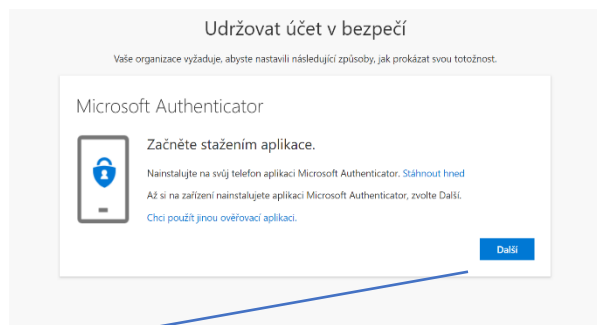 Udržovat účet v bezpečí
Vaše organizace vyžaduje, abyste nastavili následující způsoby, jak prokázat svou totožnost.
Microsoft Authenticator
Začněte stažením aplikace.
Nainstalujte na svůj telefon aplikaci Microsoft Authenticator. Stáhnout hned
Až si na zařízení nainstalujete aplikaci Microsoft Authenticator, zvolte Další.
Chci použít jinou ověřovací aplikaci.
Další